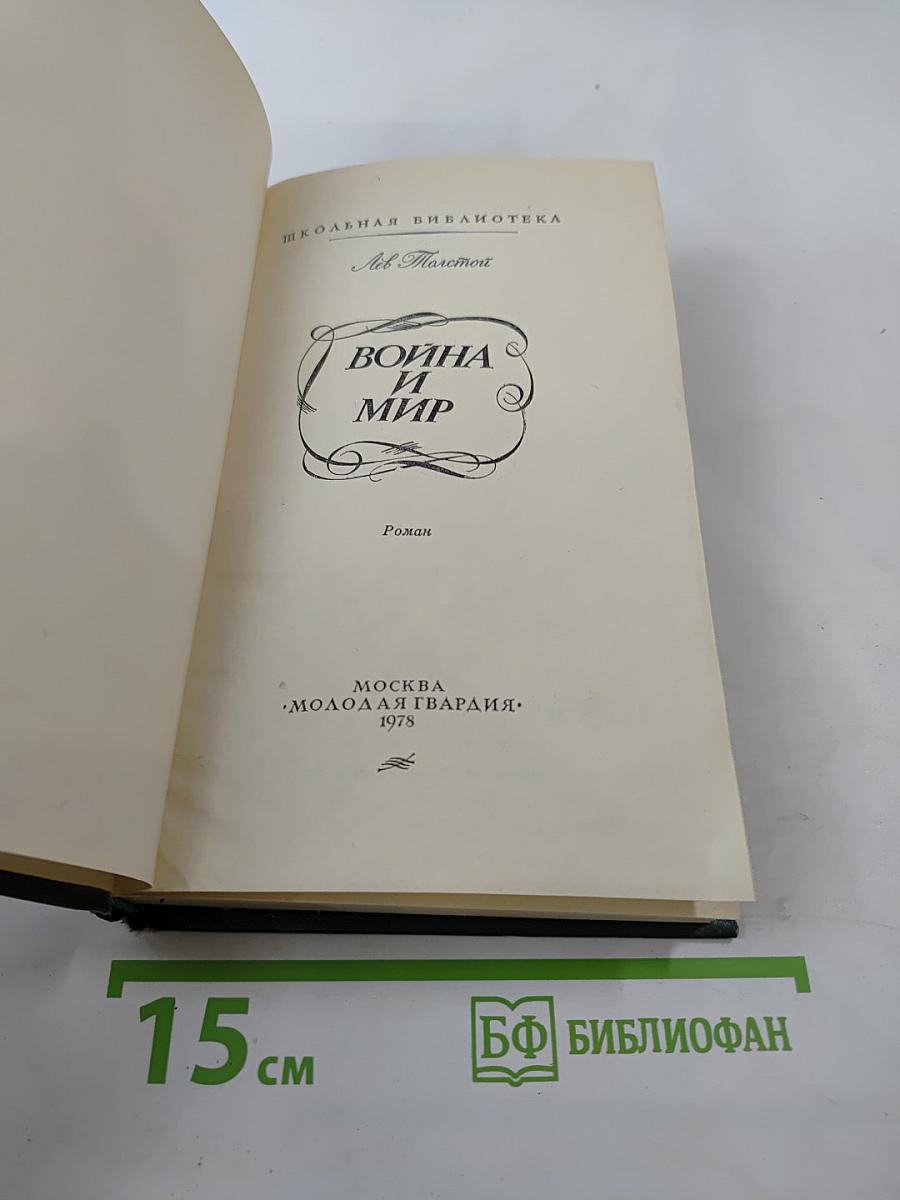 ШКОЛЬНАЯ БИБЛИОТЕКА
Лев Толстой
ВОЙНА
И
МИР
Роман
МОСКВА
«МОЛОДАЯ ГВАРДИЯ»
1978
15 см
БФ БИБЛИОФАН